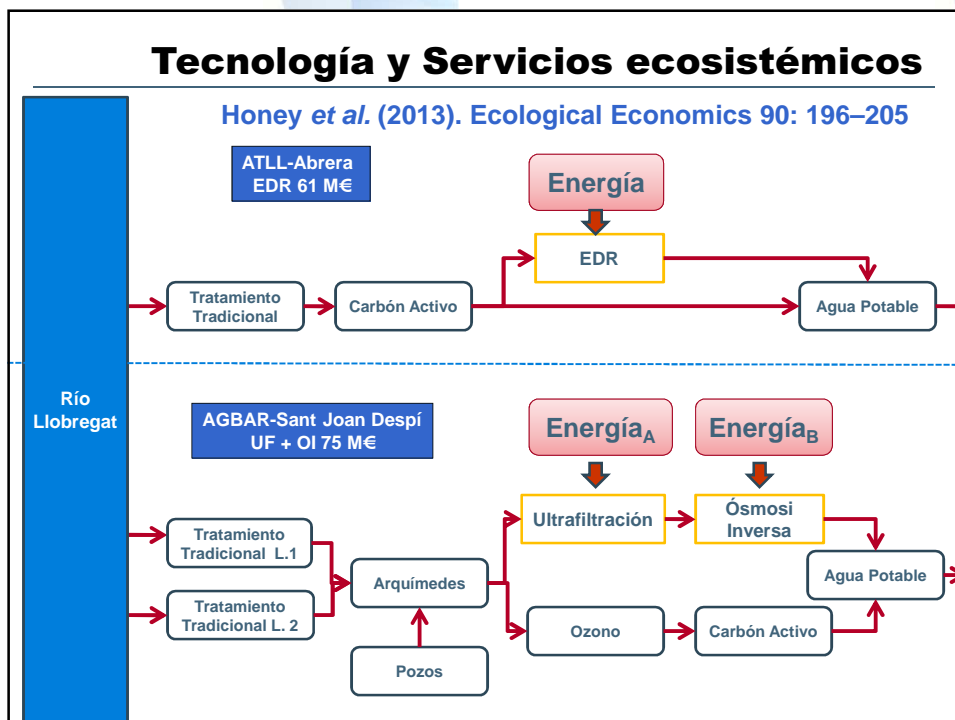 Tecnología y Servicios ecosistémicos
Honey et al. (2013). Ecological Economics 90: 196–205
ATLL-Abrera
EDR 61 M€
Energía
EDR
Tratamiento
Tradicional
Carbón Activo
Agua Potable
Río
Llobregat
AGBAR-Sant Joan Despí
UF + OI 75 M€
EnergíaA
EnergíaB
Ultrafiltración
Ósmosi
Inversa
Tratamiento
Tradicional L.1
Arquímedes
Agua Potable
Tratamiento
Tradicional L. 2
Ozono
Carbón Activo
Pozos